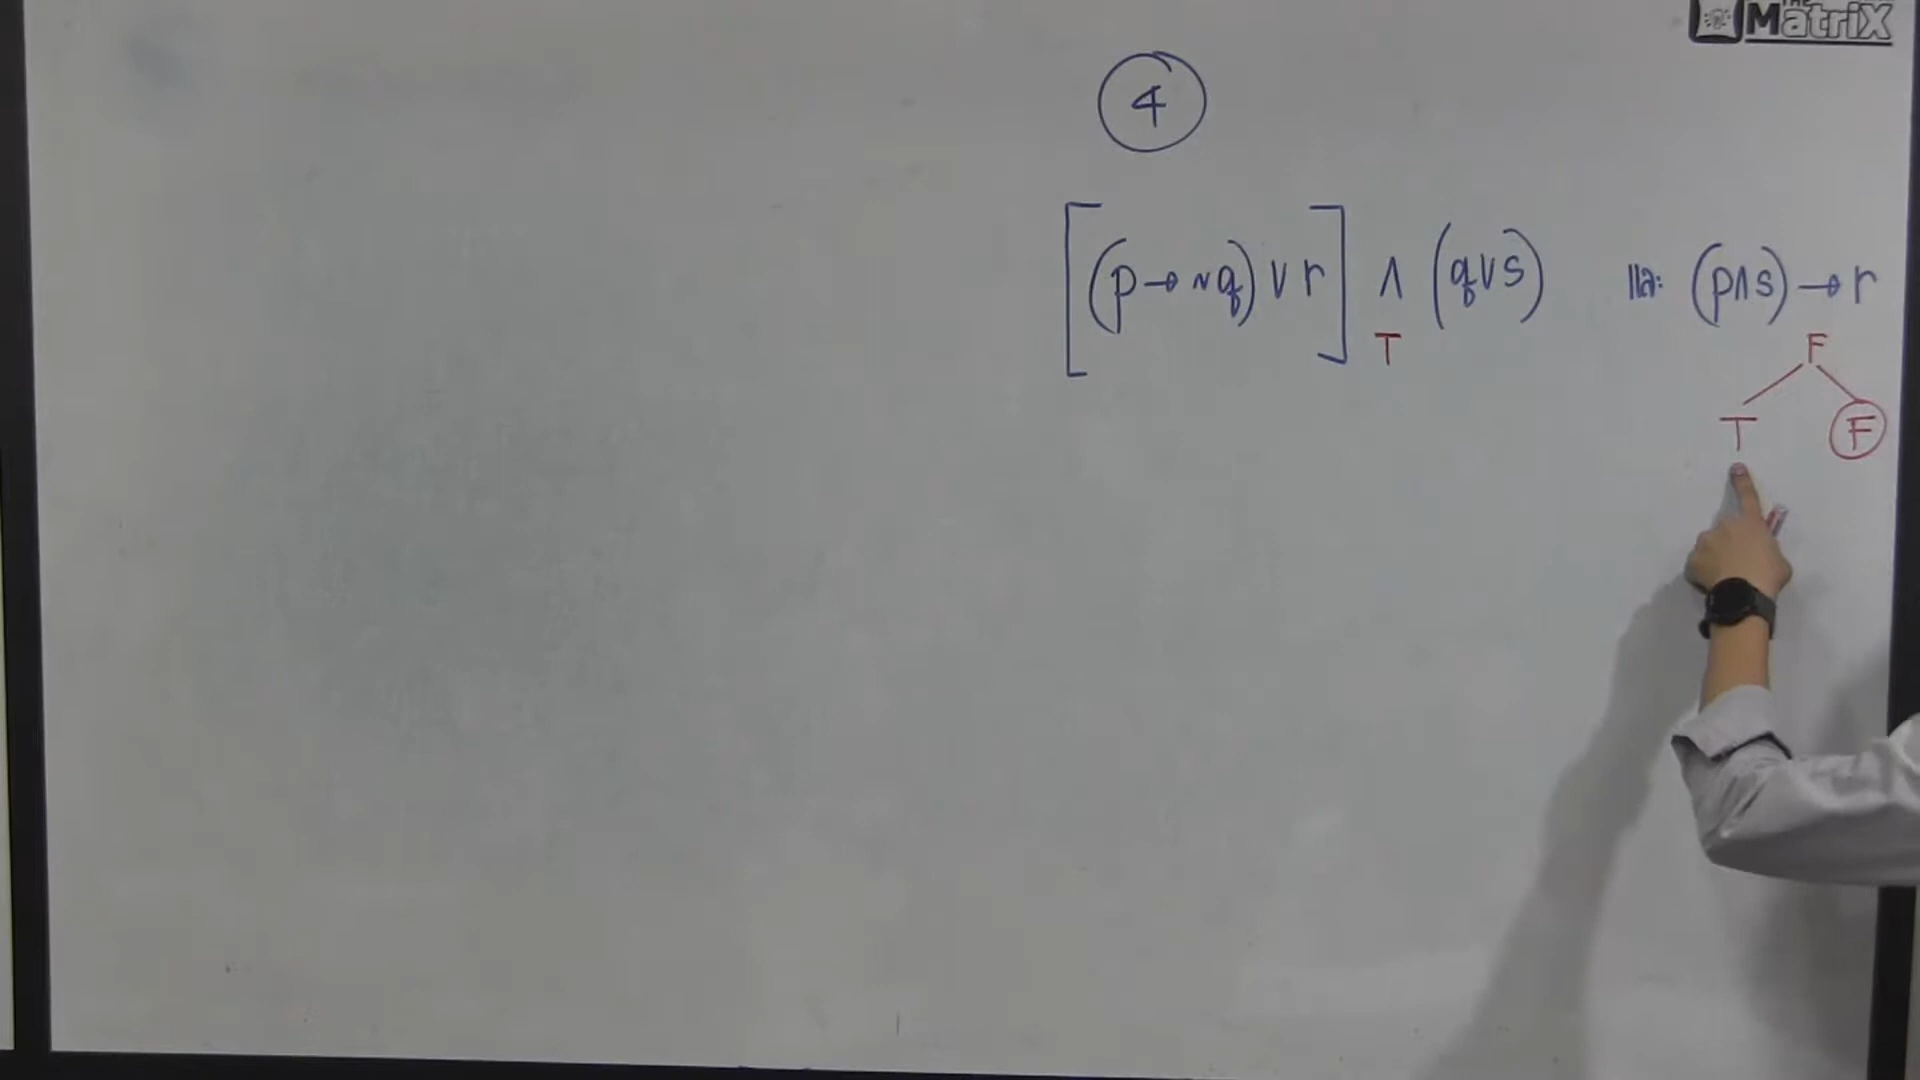 THE
MatriX
4
[(p → ~q) ∨ r] ∧ (q ∨ s) และ (p ∧ s) → r
T F
T F